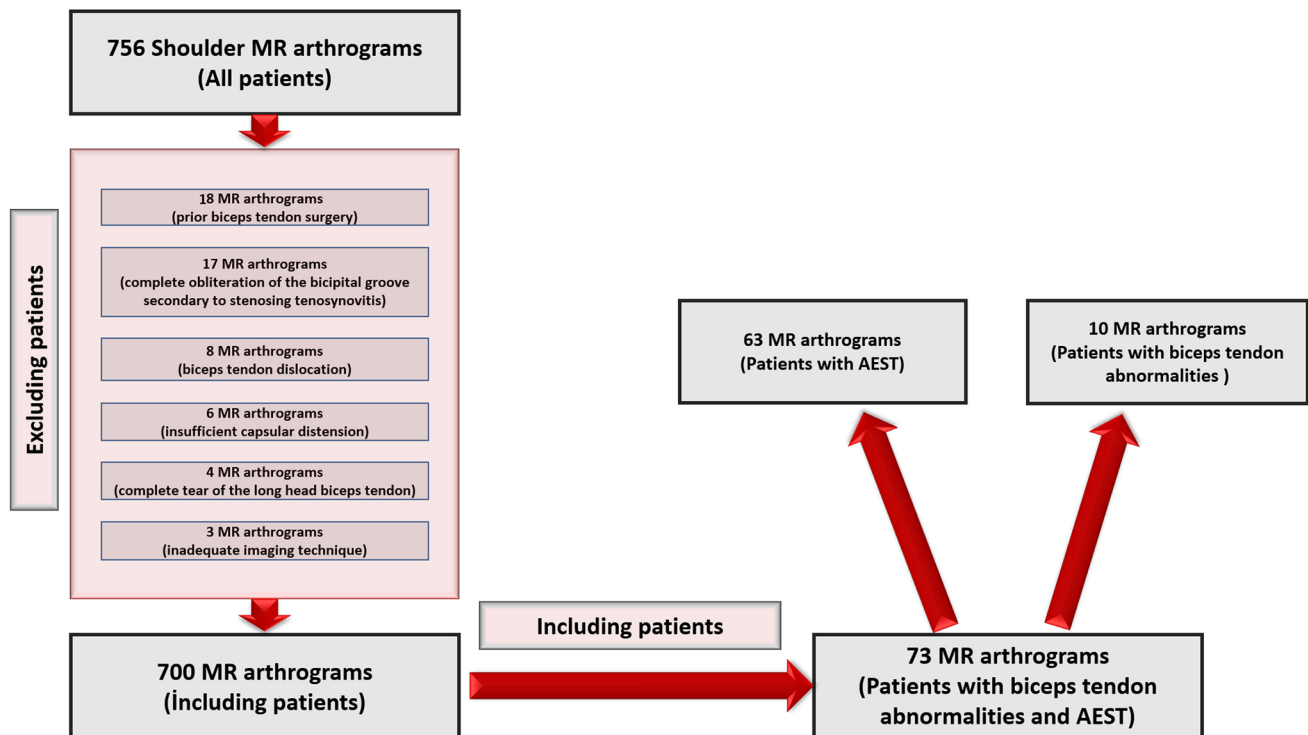 756 Shoulder MR arthrograms
(All patients)
Excluding patients
18 MR arthrograms
(prior biceps tendon surgery)
17 MR arthrograms
(complete obliteration of the bicipital groove
secondary to stenosing tenosynovitis)
8 MR arthrograms
(biceps tendon dislocation)
6 MR arthrograms
(insufficient capsular distension)
4 MR arthrograms
(complete tear of the long head biceps tendon)
3 MR arthrograms
(inadequate imaging technique)
700 MR arthrograms
(İncluding patients)
Including patients
73 MR arthrograms
(Patients with biceps tendon
abnormalities and AEST)
63 MR arthrograms
(Patients with AEST)
10 MR arthrograms
(Patients with biceps tendon
abnormalities )